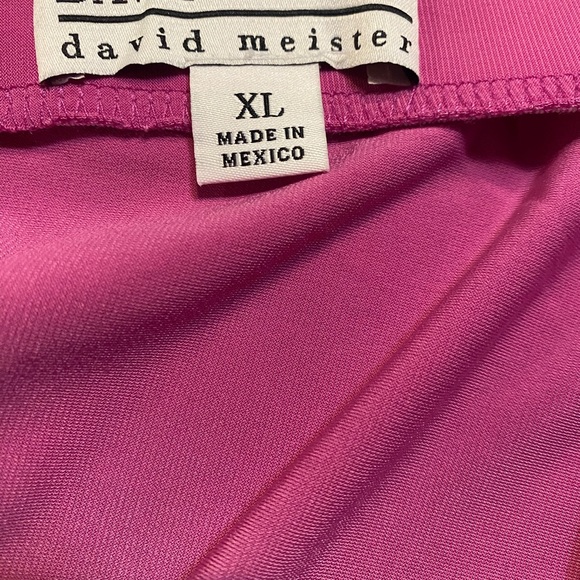 david meister
XL
MADE IN
MEXICO